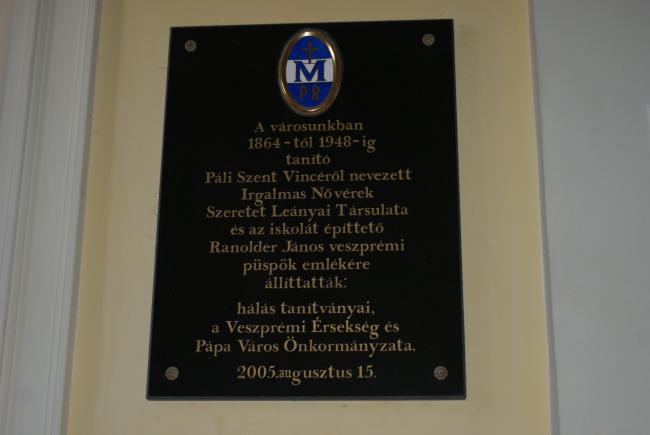 M
P R
A városunkban
1864-től 1948-ig
tanító
Páli Szent Vincéről nevezett
Irgalmas Nővérek
Szeretet Leányai Társulata
és az iskolát építtető
Ranolder János veszprémi
püspök emlékére
állíttatták:
hálás tanítványai,
a Veszprémi Érsekség és
Pápa Város Önkormányzata.
2005.augusztus 15.